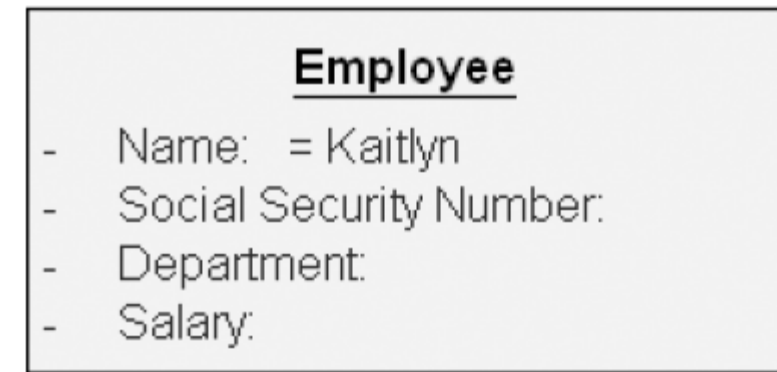 Employee
- Name: = Kaitlyn
- Social Security Number:
- Department:
- Salary: